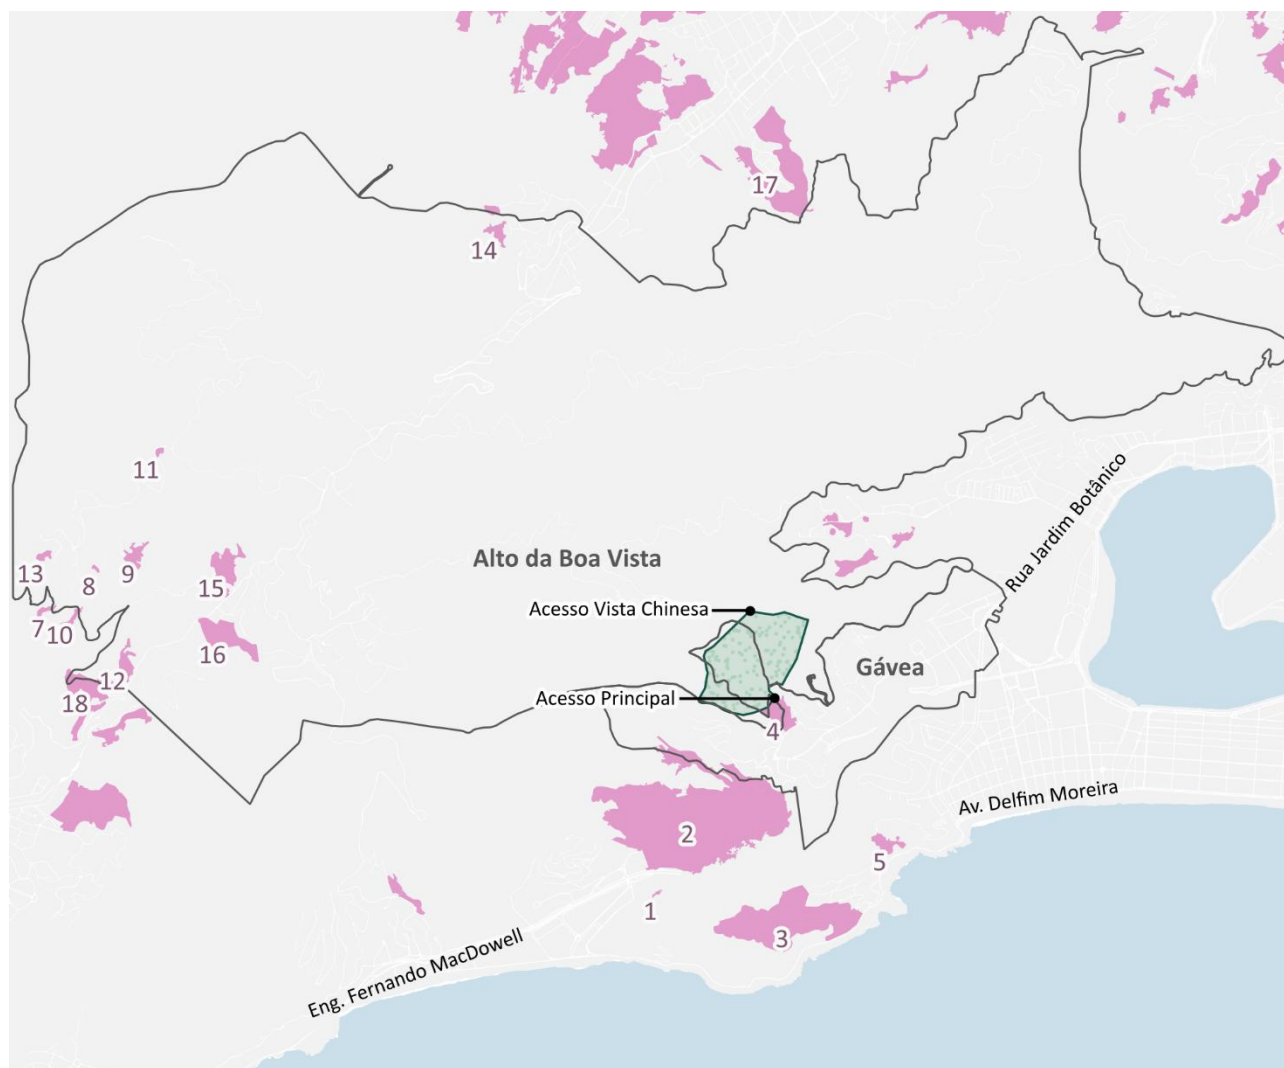 17
14
Rua Jardim Botânico
11
Alto da Boa Vista
13
8
9
15
Acesso Vista Chinesa
7
10
16
Gávea
12
18
Acesso Principal
4
Av. Delfim Moreira
2
5
1
3
Eng. Fernando MacDowell